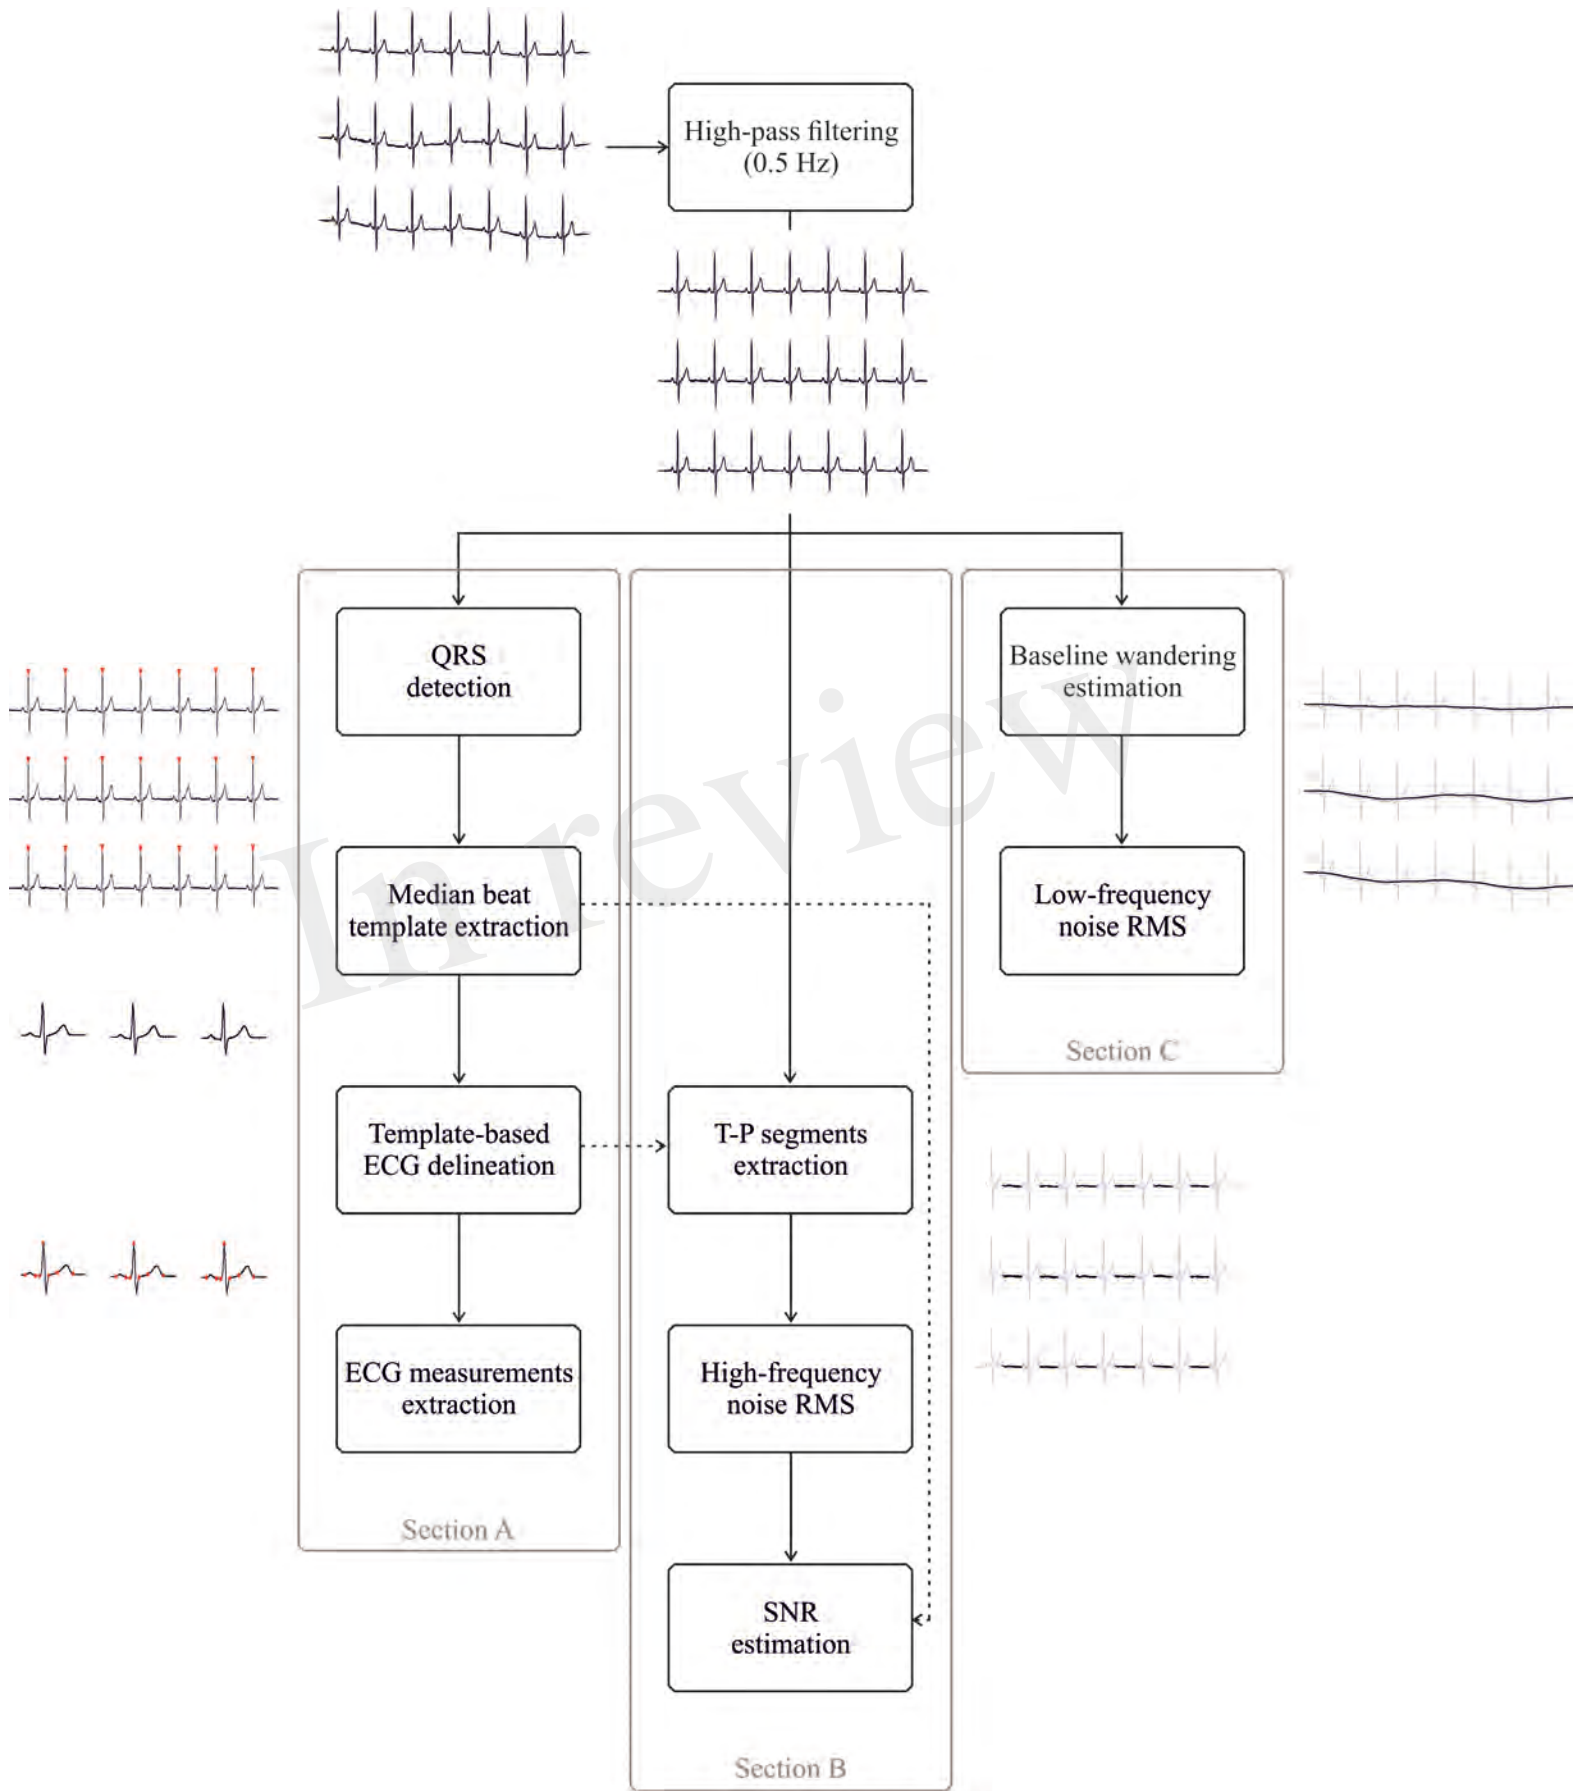 High-pass filtering
(0.5 Hz)
QRS
detection
Median beat
template extraction
Template-based
ECG delineation
ECG measurements
extraction
Section A
T-P segments
extraction
High-frequency
noise RMS
SNR
estimation
Section B
Baseline wandering
estimation
Low-frequency
noise RMS
Section C
In review